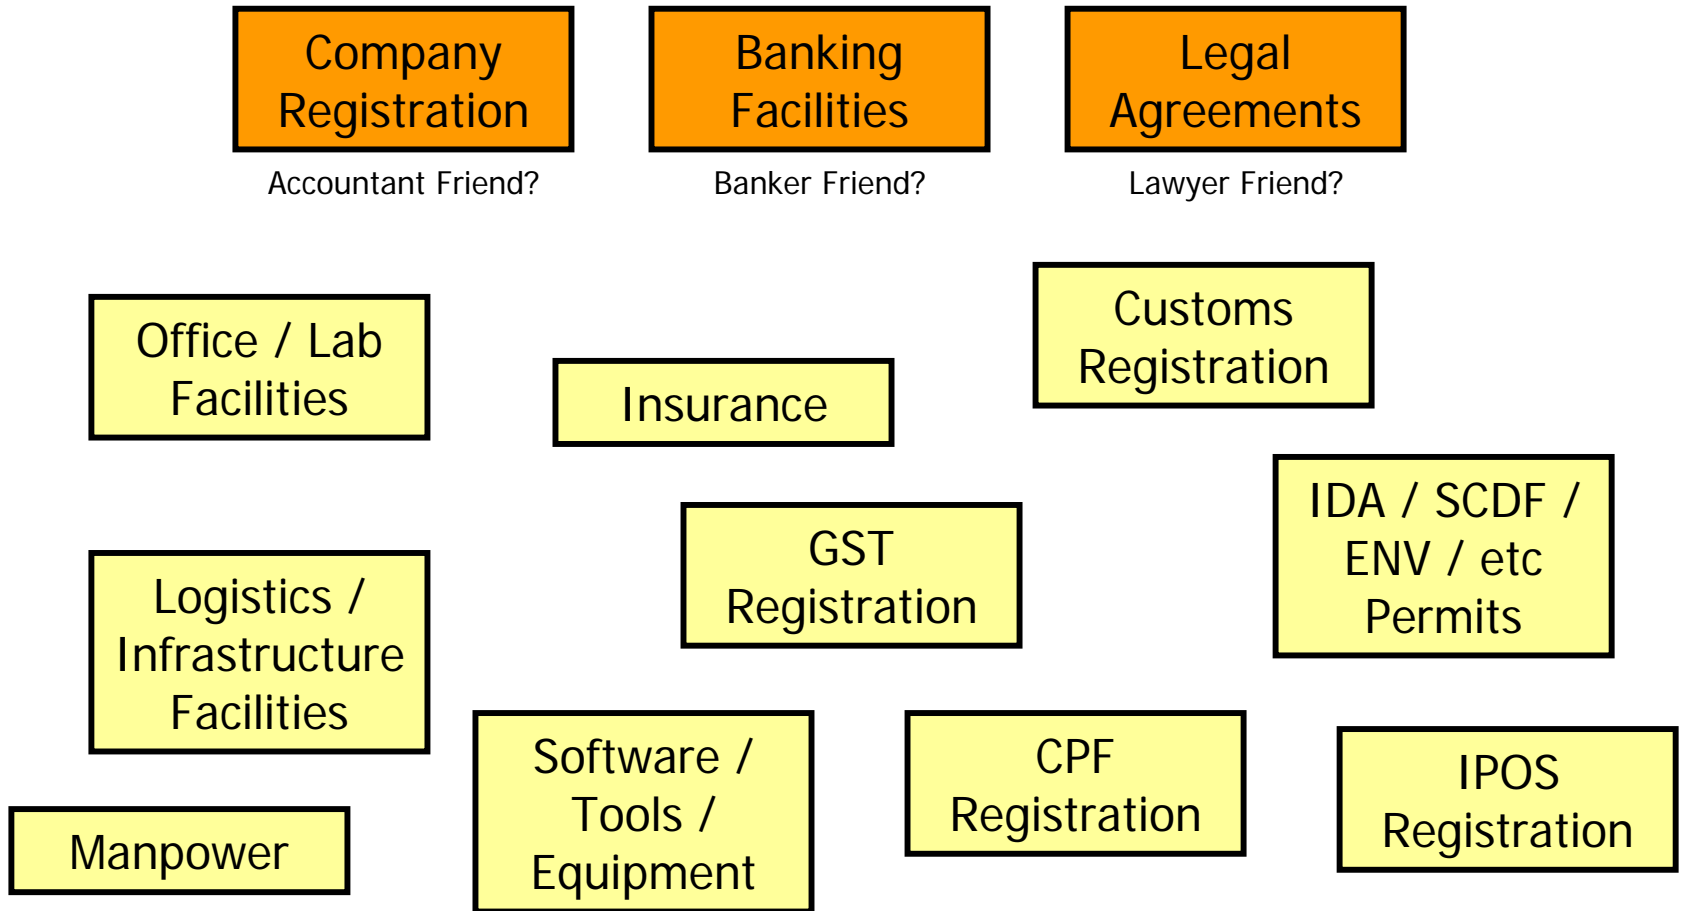 Company
Registration
Banking
Facilities
Legal
Agreements
Accountant Friend?
Banker Friend?
Lawyer Friend?
Customs
Registration
Office / Lab
Facilities
Insurance
IDA / SCDF /
ENV / etc
Permits
GST
Registration
Logistics /
Infrastructure
Facilities
Software /
Tools /
Equipment
CPF
Registration
IPOS
Registration
Manpower